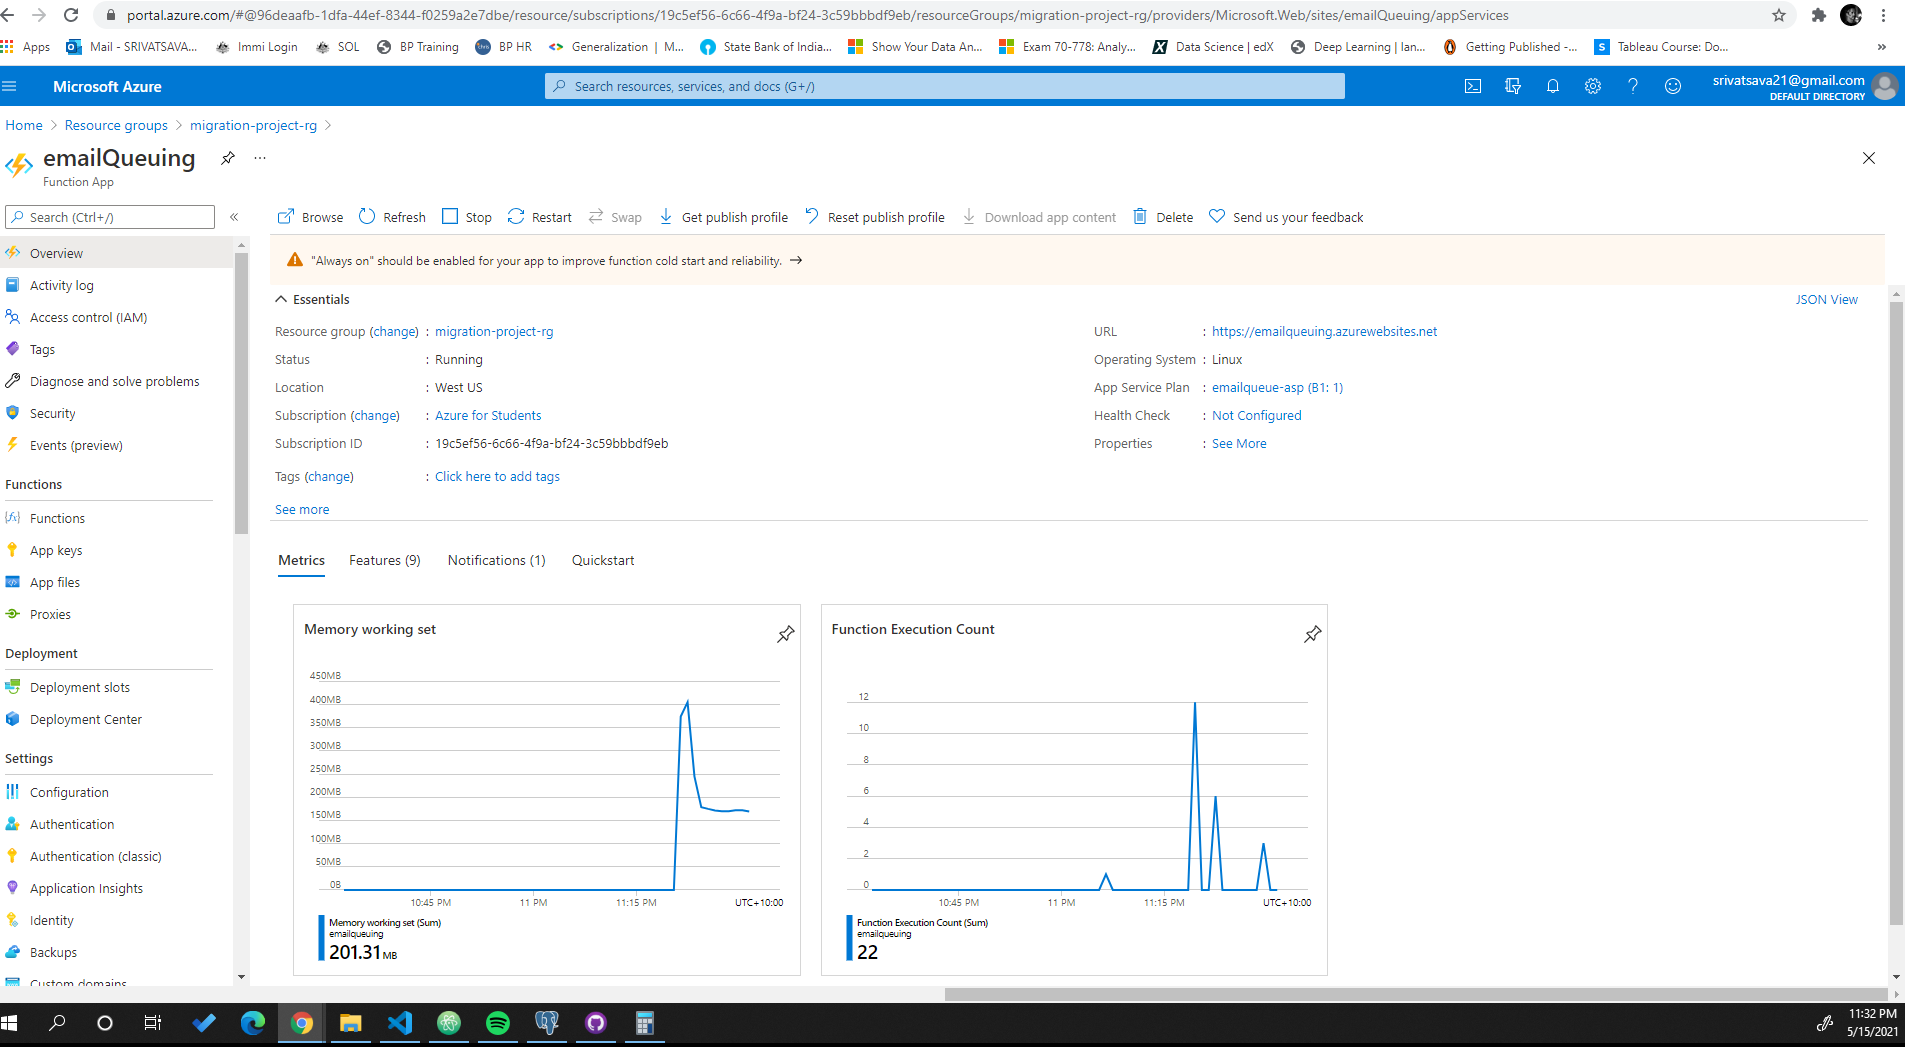 portal.azure.com/#@96deaafb-1dfa-44ef-8344-f0259a2e7dbe/resource/subscriptions/19c5ef56-6c66-4f9a-bf24-3c59bbbdf9eb/resourceGroups/migration-project-rg/providers/Microsoft.Web/sites/emailQueuing/appServices
Apps Mail - SRIVATSAVA... Immi Login SOL BP Training BP HR Generalization | M... State Bank of India... Show Your Data An... Exam 70-778: Analy... Data Science | edX Deep Learning | Ian... Getting Published -... Tableau Course: Do... »
Microsoft Azure
Search resources, services, and docs (G+/)
srivatsava21@gmail.com
DEFAULT DIRECTORY
Home > Resource groups > migration-project-rg >
emailQueuing ...
Function App
Search (Ctrl+/) «
Browse Refresh Stop Restart Swap Get publish profile Reset publish profile Download app content Delete Send us your feedback
"Always on" should be enabled for your app to improve function cold start and reliability. →
Overview
Activity log
Access control (IAM)
Tags
Diagnose and solve problems
Security
Events (preview)
Functions
Functions
App keys
App files
Proxies
Deployment
Deployment slots
Deployment Center
Settings
Configuration
Authentication
Authentication (classic)
Application Insights
Identity
Backups
Custom domains
Essentials
JSON View
Resource group (change) : migration-project-rg
Status : Running
Location : West US
Subscription (change) : Azure for Students
Subscription ID : 19c5ef56-6c66-4f9a-bf24-3c59bbbdf9eb
Tags (change) : Click here to add tags
See more
URL : https://emailqueuing.azurewebsites.net
Operating System : Linux
App Service Plan : emailqueue-asp (B1: 1)
Health Check : Not Configured
Properties : See More
Metrics Features (9) Notifications (1) Quickstart
Memory working set
450MB
400MB
350MB
300MB
250MB
200MB
150MB
100MB
50MB
0B
10:45 PM 11 PM 11:15 PM UTC+10:00
Memory working set (Sum)
emailqueuing
201.31 MB
Function Execution Count
12
10
8
6
4
2
0
10:45 PM 11 PM 11:15 PM UTC+10:00
Function Execution Count (Sum)
emailqueuing
22
11:32 PM
5/15/2021